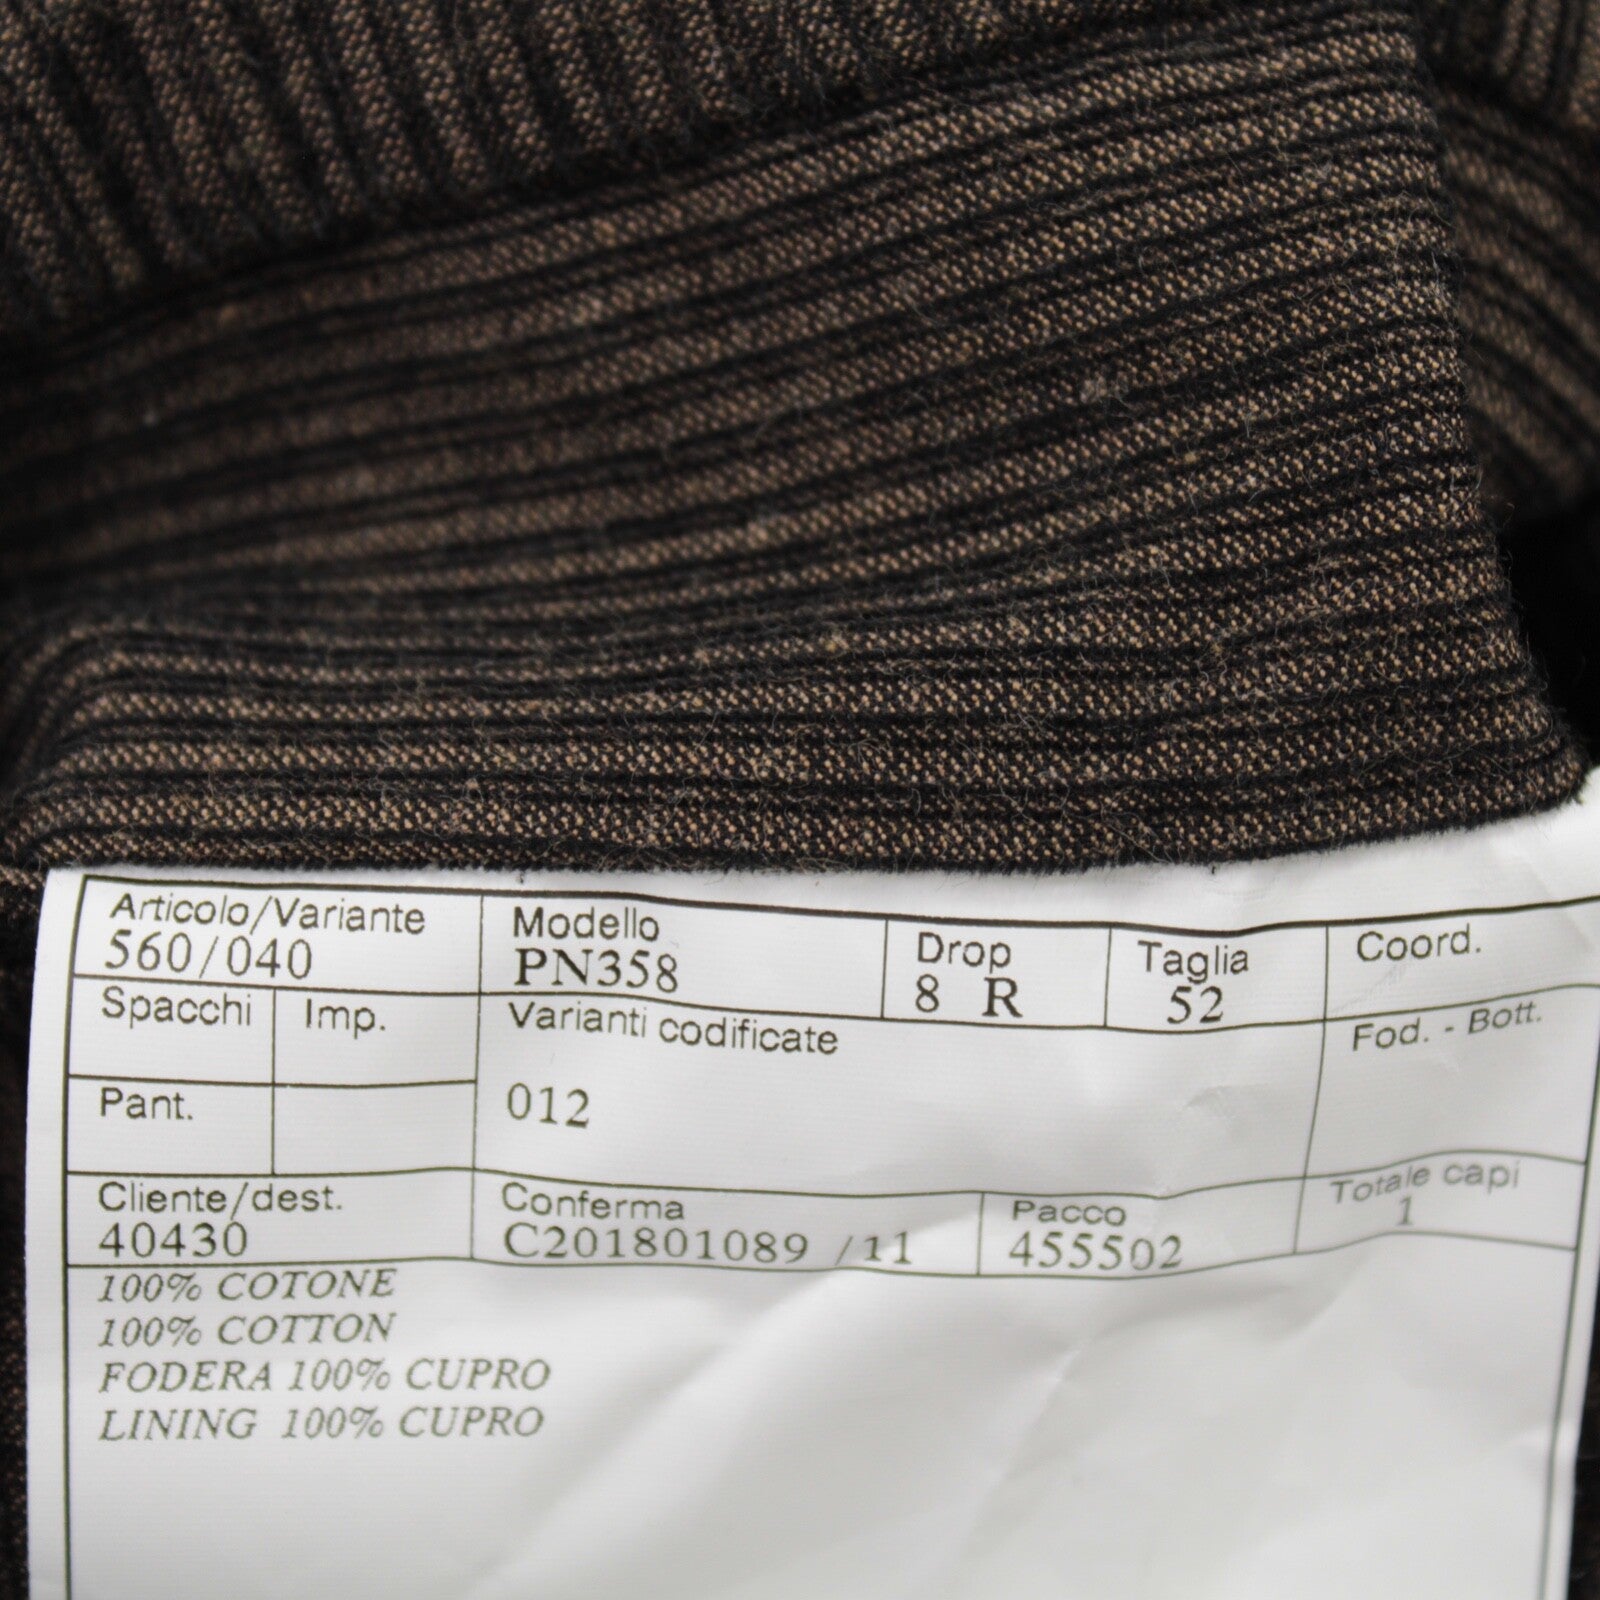 Articolo/Variante
560/040
Modello
PN358
Drop
8 R
Taglia
52
Coord.
Spacchi
Imp.
Varianti codificate
012
Fod. - Bott.
Pant.
Cliente/dest.
40430
Conferma
C201801089 /11
Pacco
455502
Totale capi
1
100% COTONE
100% COTTON
FODERA 100% CUPRO
LINING 100% CUPRO